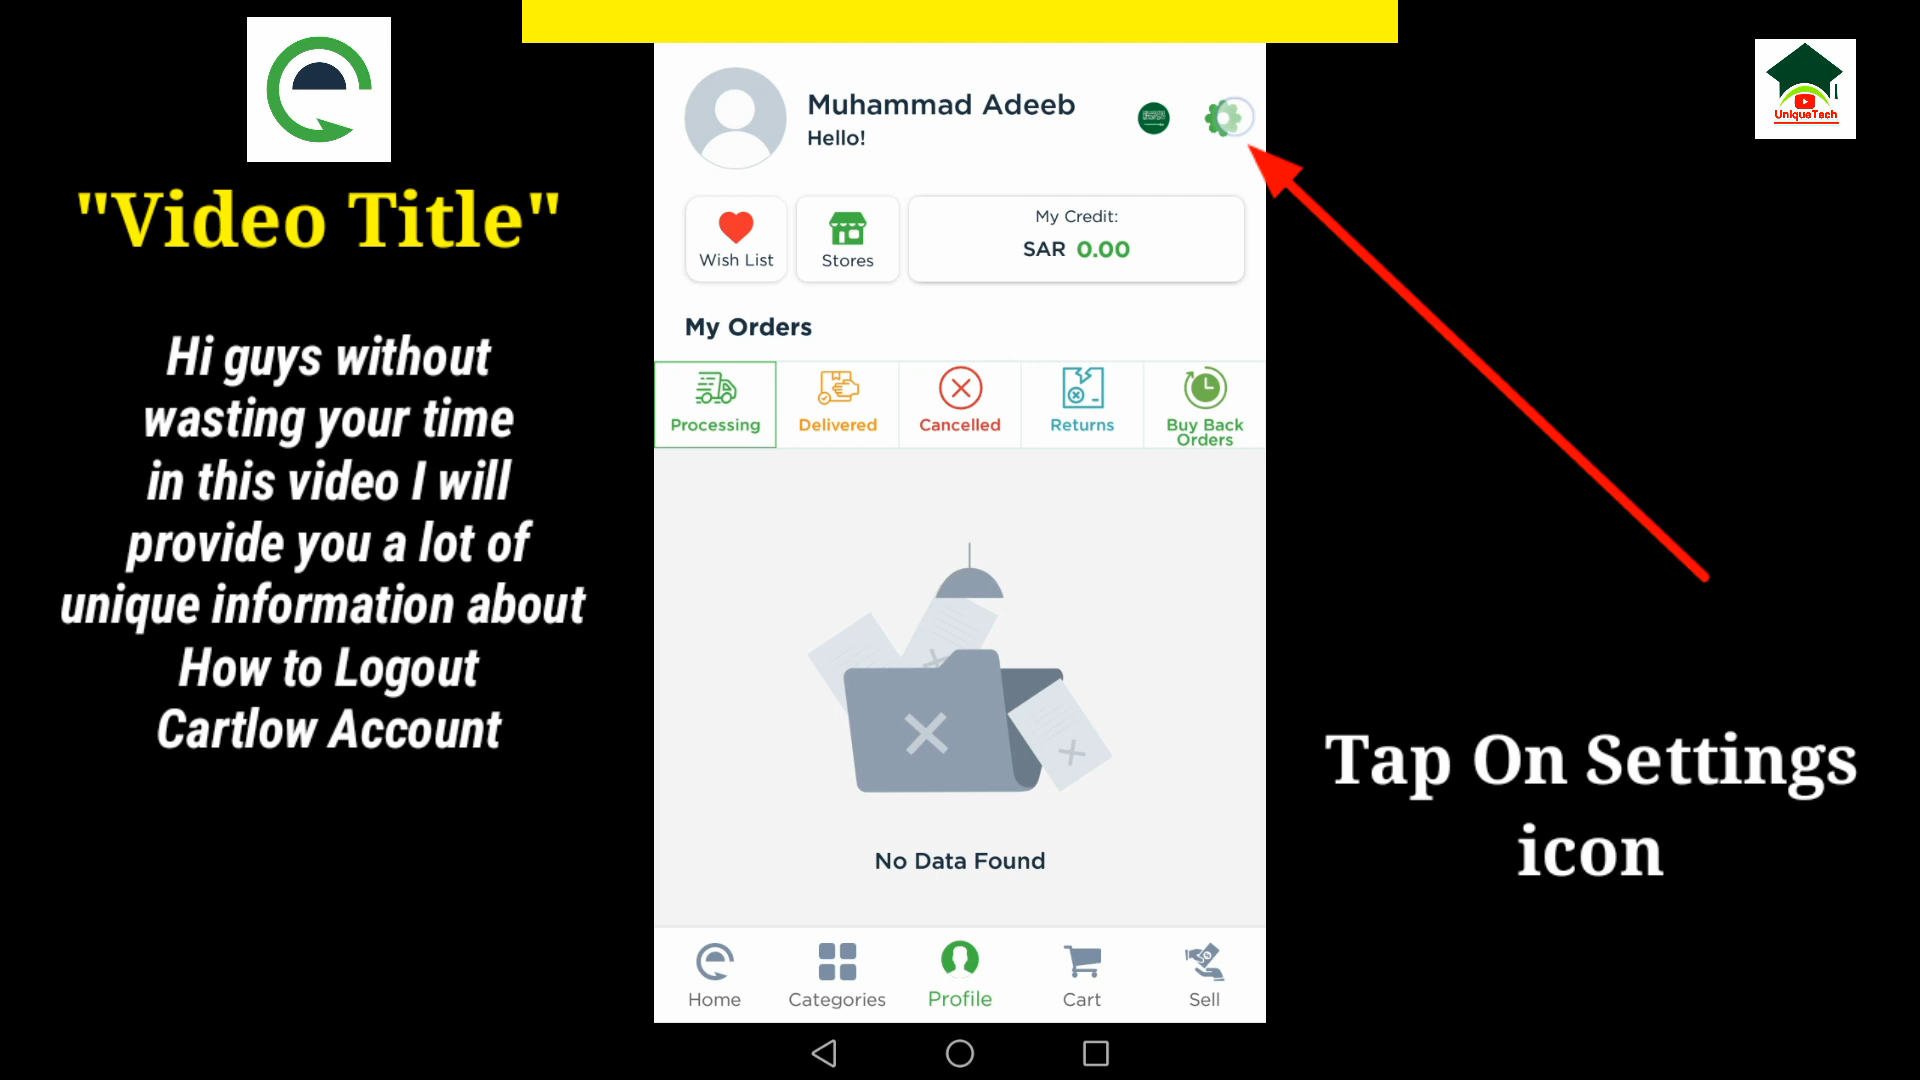 "Video Title"
Hi guys without
wasting your time
in this video I will
provide you a lot of
unique information about
How to Logout
Cartlow Account
Muhammad Adeeb
Hello!
Wish List
Stores
My Credit:
SAR 0.00
My Orders
Processing
Delivered
Cancelled
Returns
Buy Back
Orders
No Data Found
Home
Categories
Profile
Cart
Sell
UniqueTech
Tap On Settings
icon